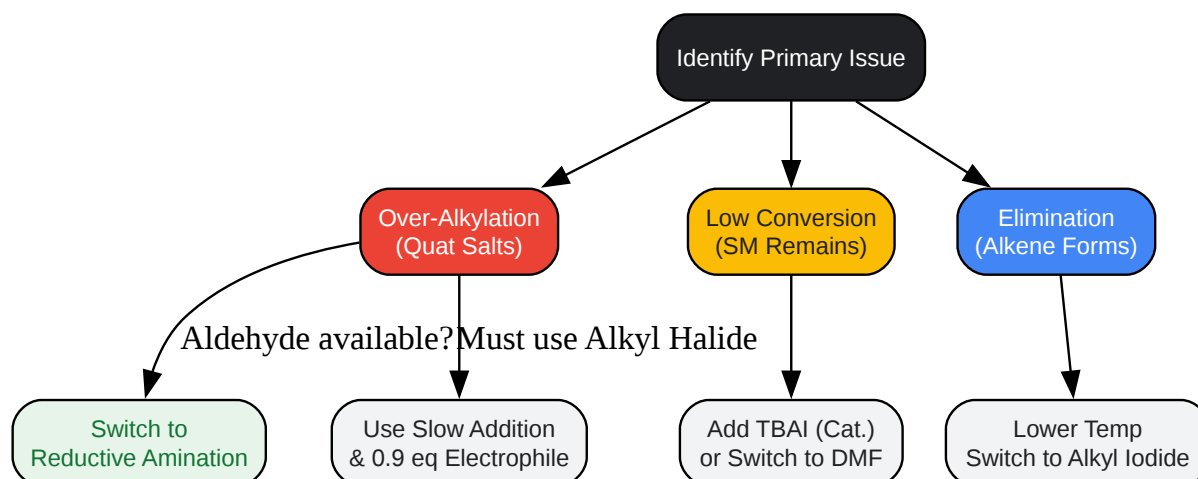 Identify Primary Issue
Over-Alkylation
(Quat Salts)
Low Conversion
(SM Remains)
Elimination
(Alkene Forms)
Aldehyde available?
Must use Alkyl Halide
Switch to
Reductive Amination
Use Slow Addition
& 0.9 eq Electrophile
Add TBAI (Cat.)
or Switch to DMF
Lower Temp
Switch to Alkyl Iodide